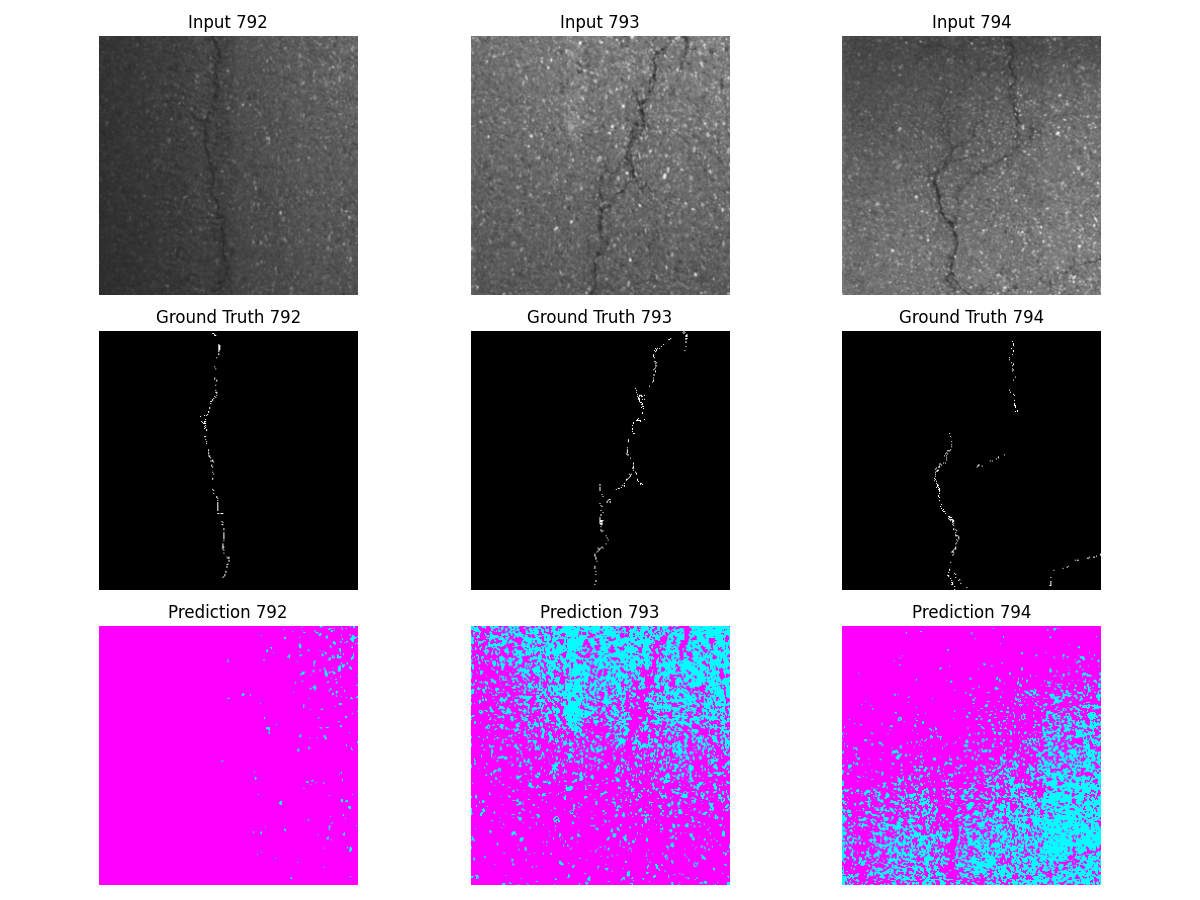 Input 792
Input 793
Input 794
Ground Truth 792
Ground Truth 793
Ground Truth 794
Prediction 792
Prediction 793
Prediction 794